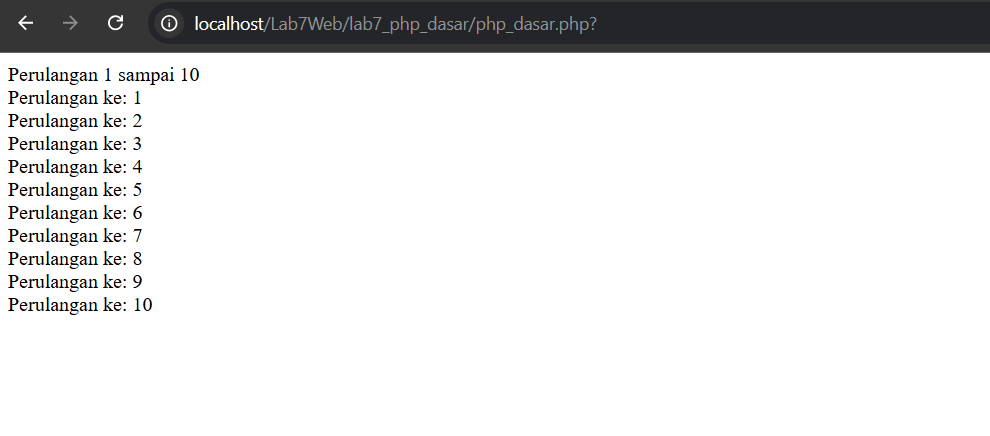 localhost/Lab7Web/lab7_php_dasar/php_dasar.php?
Perulangan 1 sampai 10
Perulangan ke: 1
Perulangan ke: 2
Perulangan ke: 3
Perulangan ke: 4
Perulangan ke: 5
Perulangan ke: 6
Perulangan ke: 7
Perulangan ke: 8
Perulangan ke: 9
Perulangan ke: 10